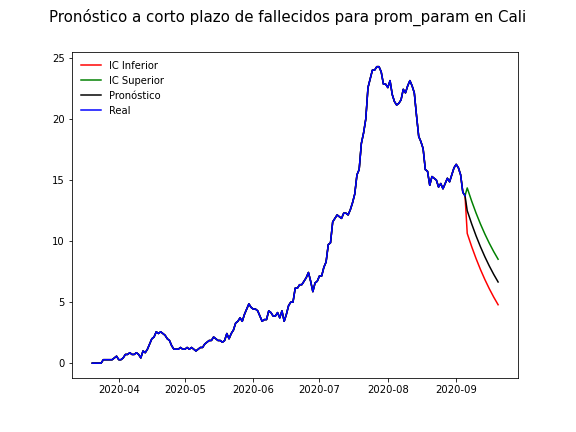 Pronóstico a corto plazo de fallecidos para prom_param en Cali
IC Inferior
IC Superior
Pronóstico
Real
25
20
15
10
5
0
2020-04 2020-05 2020-06 2020-07 2020-08 2020-09